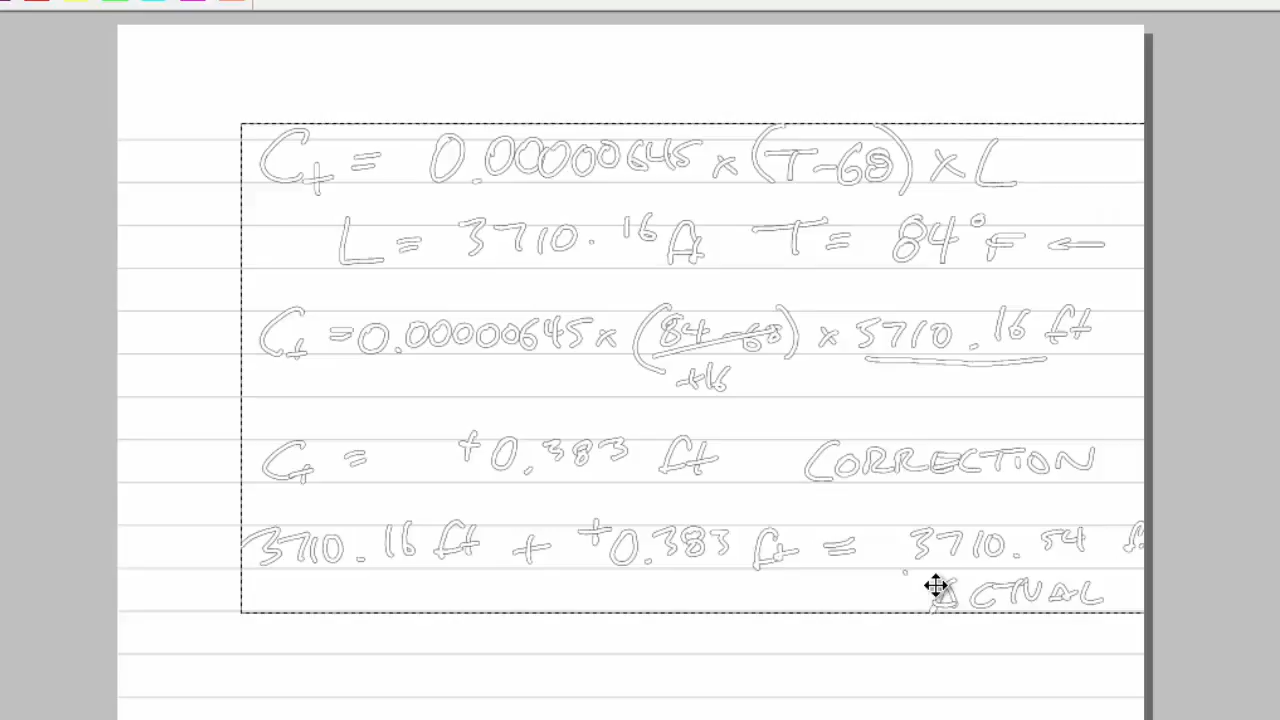 Ct = 0.00000645 x (T-68) x L
L = 3710.16 ft T = 84°F ←
Ct = 0.00000645 x (84-68) x 3710.16 ft
+16
Ct = +0.383 ft CORRECTION
3710.16 ft + +0.383 ft = 3710.54 ft
ACTUAL